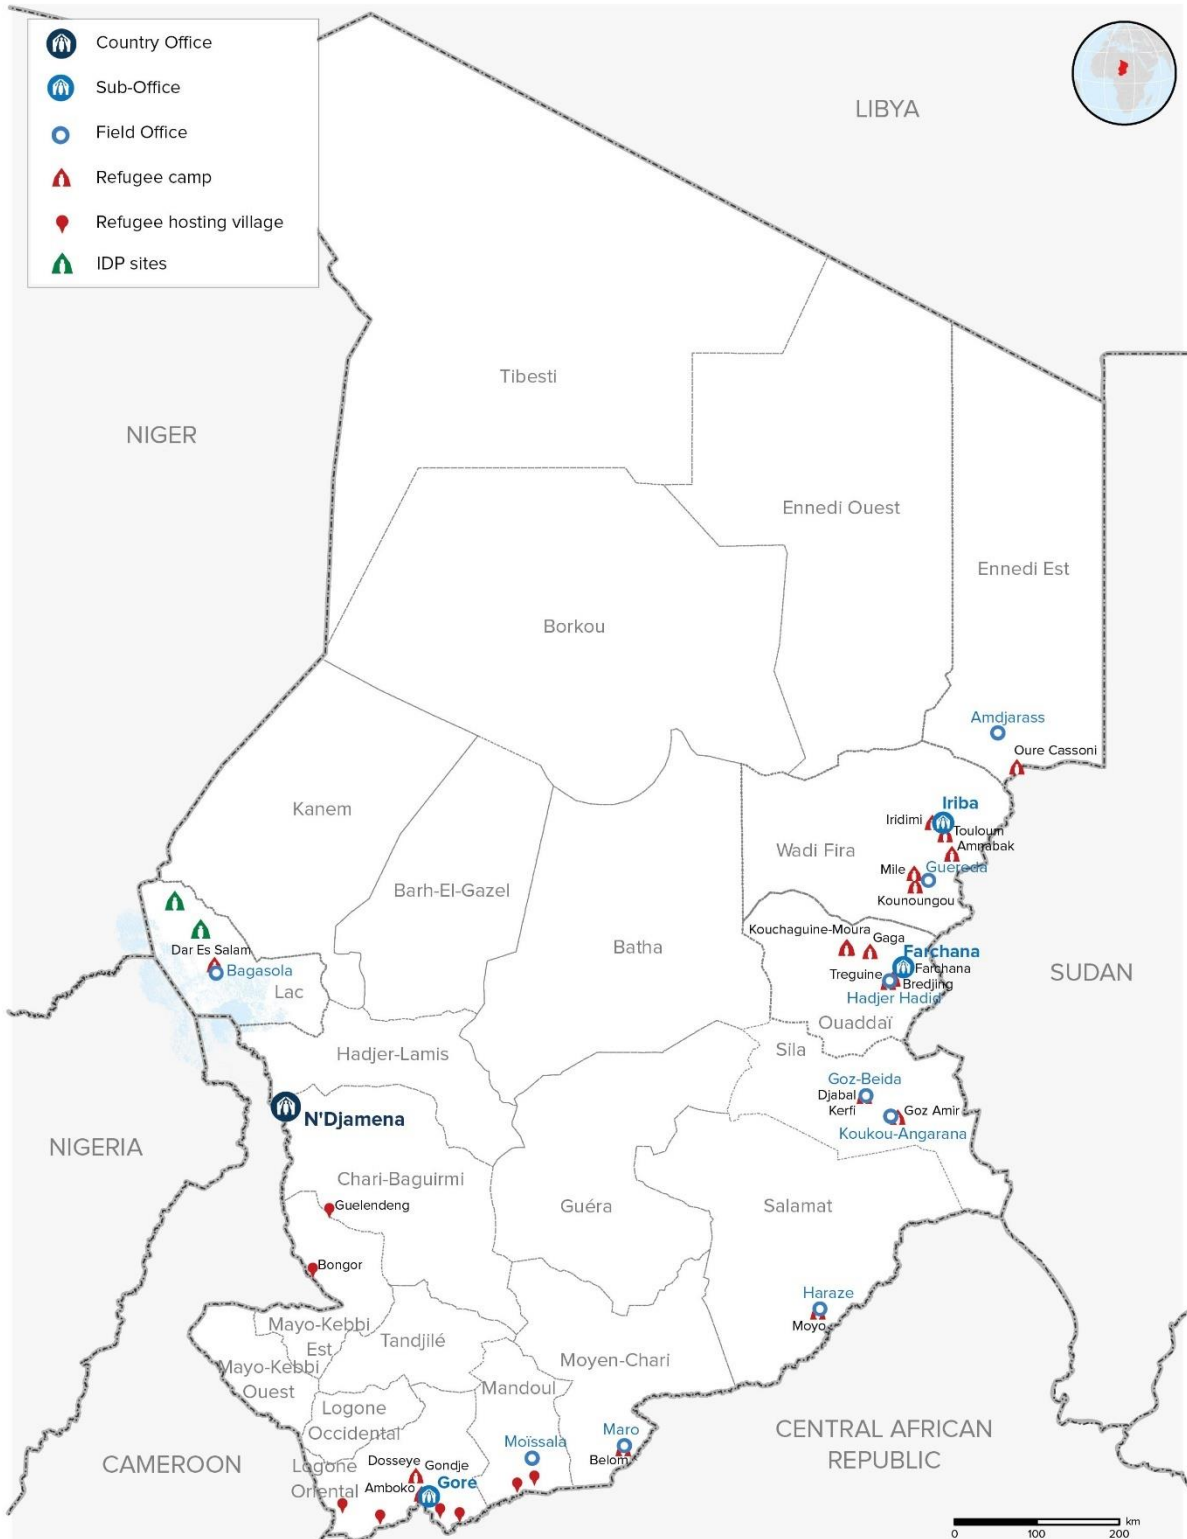 Country Office
Sub-Office
Field Office
Refugee camp
Refugee hosting village
IDP sites
LIBYA
Tibesti
NIGER
Ennedi Ouest
Ennedi Est
Borkou
Amdjarass
Oure Cassoni
Kanem
Iriba
Iridimi
Touloum
Amnabak
Wadi Fira
Mile
Guereda
Kounoungou
Barh-El-Gazel
Batha
Kouchaguine-Moura
Gaga
Dar Es Salam
Bagasola
Farchana
Farchana
Treguine
Bredjing
SUDAN
Lac
Hadjer Hadid
Ouaddaï
Hadjer-Lamis
Sila
Goz-Beida
Djabal
Kerfi
Goz Amir
N'Djamena
Koukou-Angarana
NIGERIA
Chari-Baguirmi
Guelendeng
Guéra
Salamat
Bongor
Haraze
Moyo
Mayo-Kebbi
Est
Tandjilé
Mayo-Kebbi
Ouest
Moyen-Chari
Mandoul
Logone
Occidental
CENTRAL AFRICAN
REPUBLIC
Maro
Moïssala
Belom
CAMEROON
Logone
Oriental
Dosseye
Gondje
Amboko
Gore
km
0
100
200